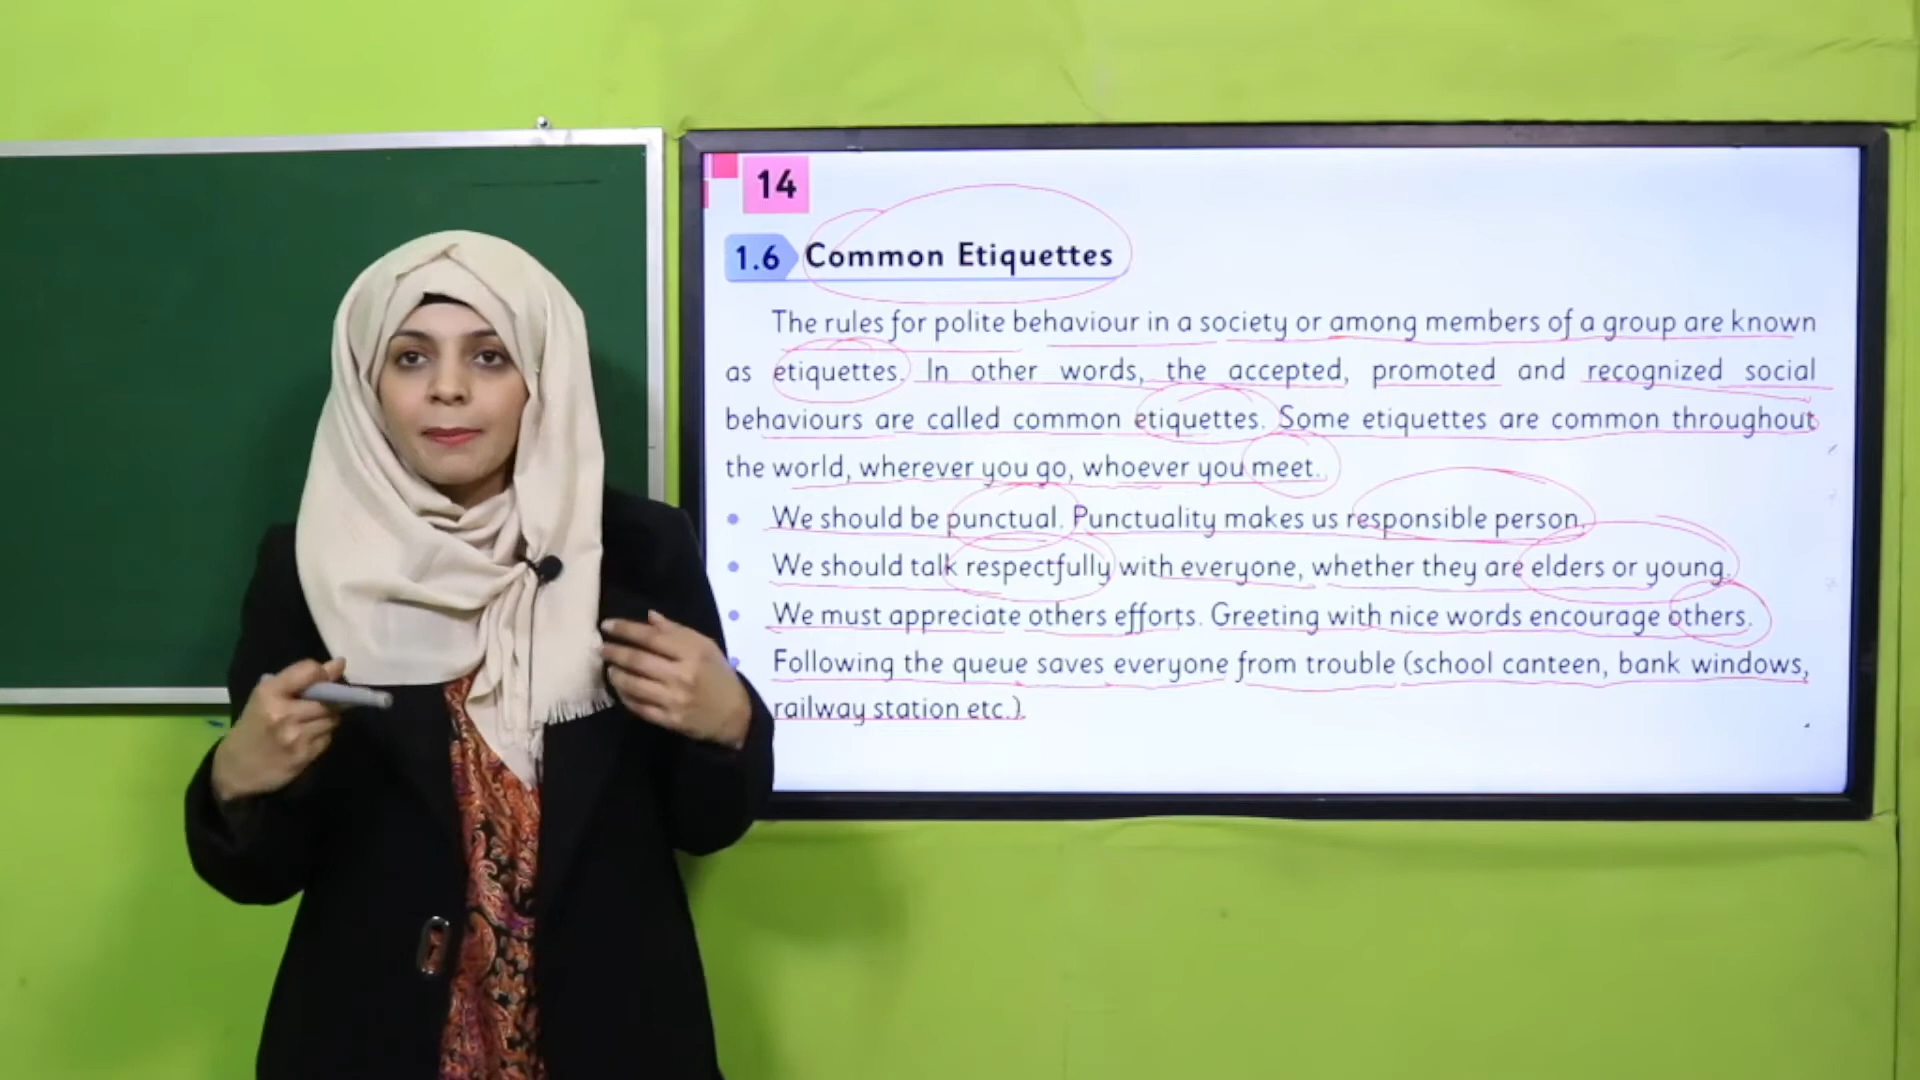 14
1.6 Common Etiquettes
The rules for polite behaviour in a society or among members of a group are known
as etiquettes. In other words, the accepted, promoted and recognized social
behaviours are called common etiquettes. Some etiquettes are common throughout
the world, wherever you go, whoever you meet.
• We should be punctual. Punctuality makes us responsible person.
• We should talk respectfully with everyone, whether they are elders or young.
• We must appreciate others efforts. Greeting with nice words encourage others.
• Following the queue saves everyone from trouble (school canteen, bank windows,
railway station etc.).